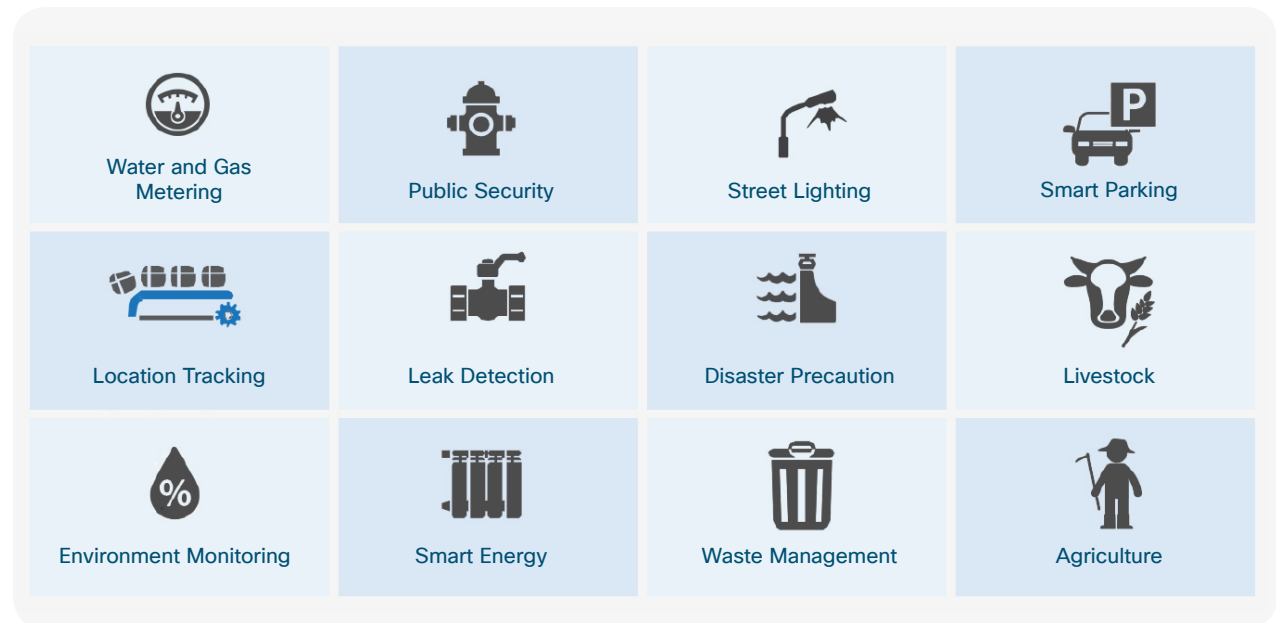 Water and Gas
Metering
Public Security
Street Lighting
P
Smart Parking
Location Tracking
Leak Detection
Disaster Precaution
Livestock
%
Environment Monitoring
Smart Energy
Waste Management
Agriculture